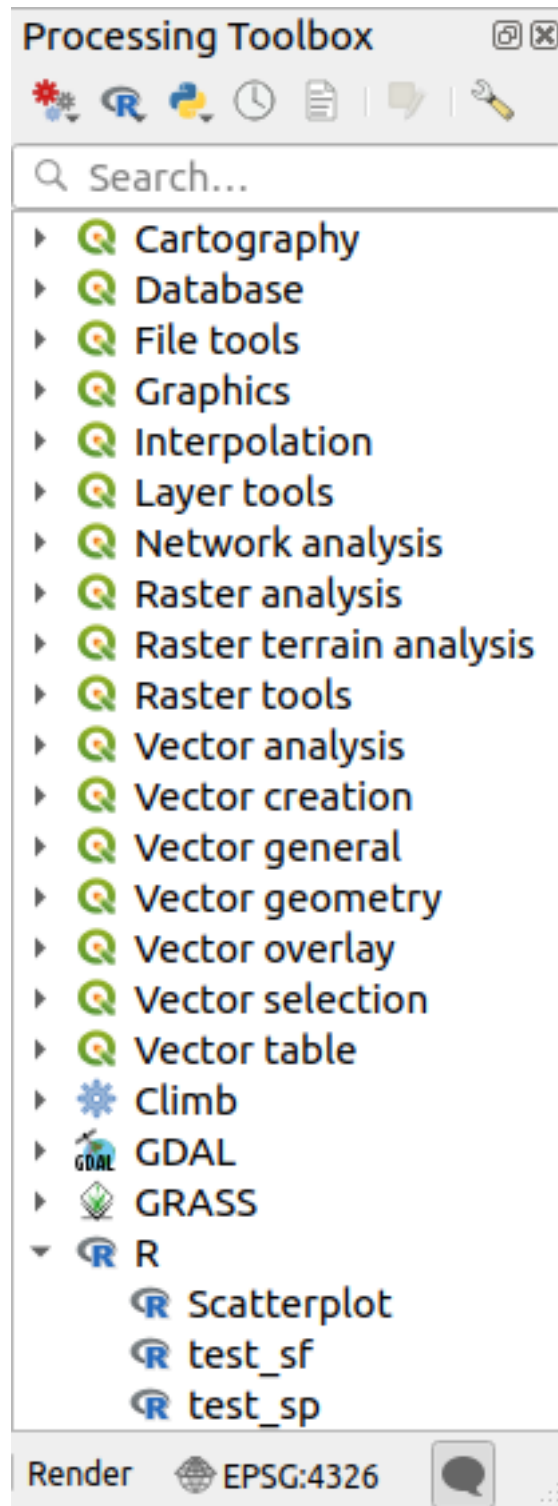 Processing Toolbox
Search...
Cartography
Database
File tools
Graphics
Interpolation
Layer tools
Network analysis
Raster analysis
Raster terrain analysis
Raster tools
Vector analysis
Vector creation
Vector general
Vector geometry
Vector overlay
Vector selection
Vector table
Climb
GDAL GDAL
GRASS
R R
R Scatterplot
R test_sf
R test_sp
Render EPSG:4326